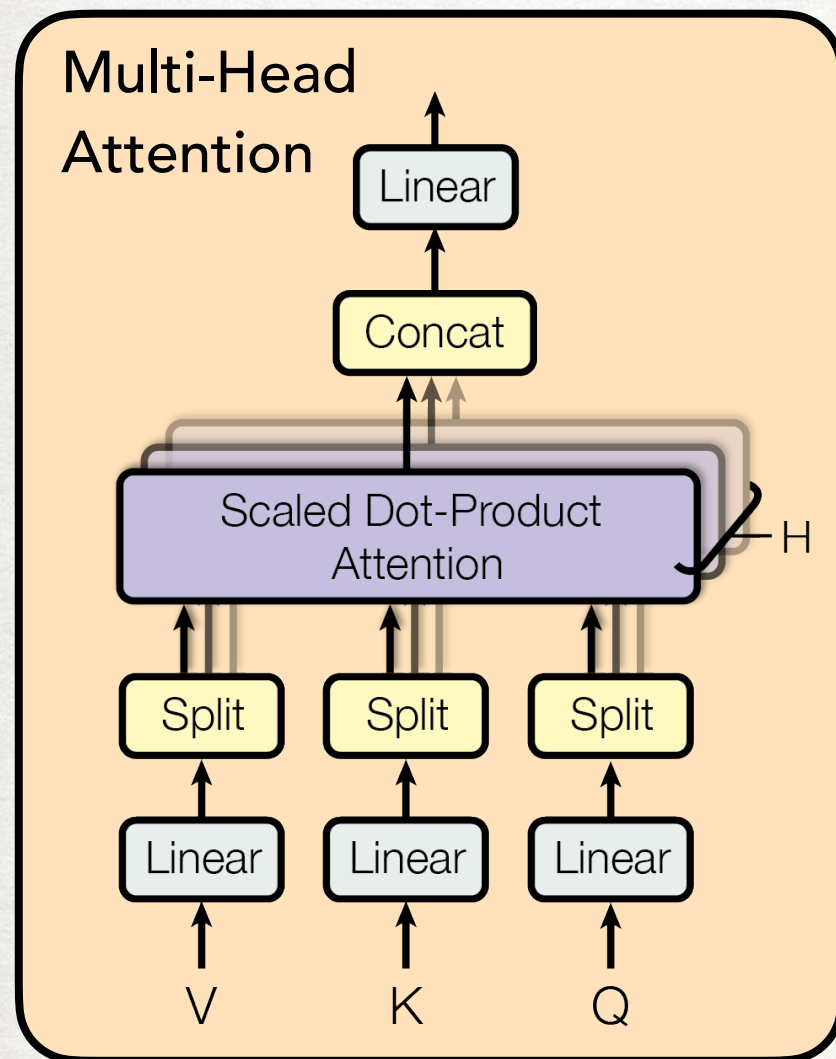 Multi-Head
Attention
Linear
Concat
Scaled Dot-Product
Attention
H
Split Split Split
Linear Linear Linear
V K Q